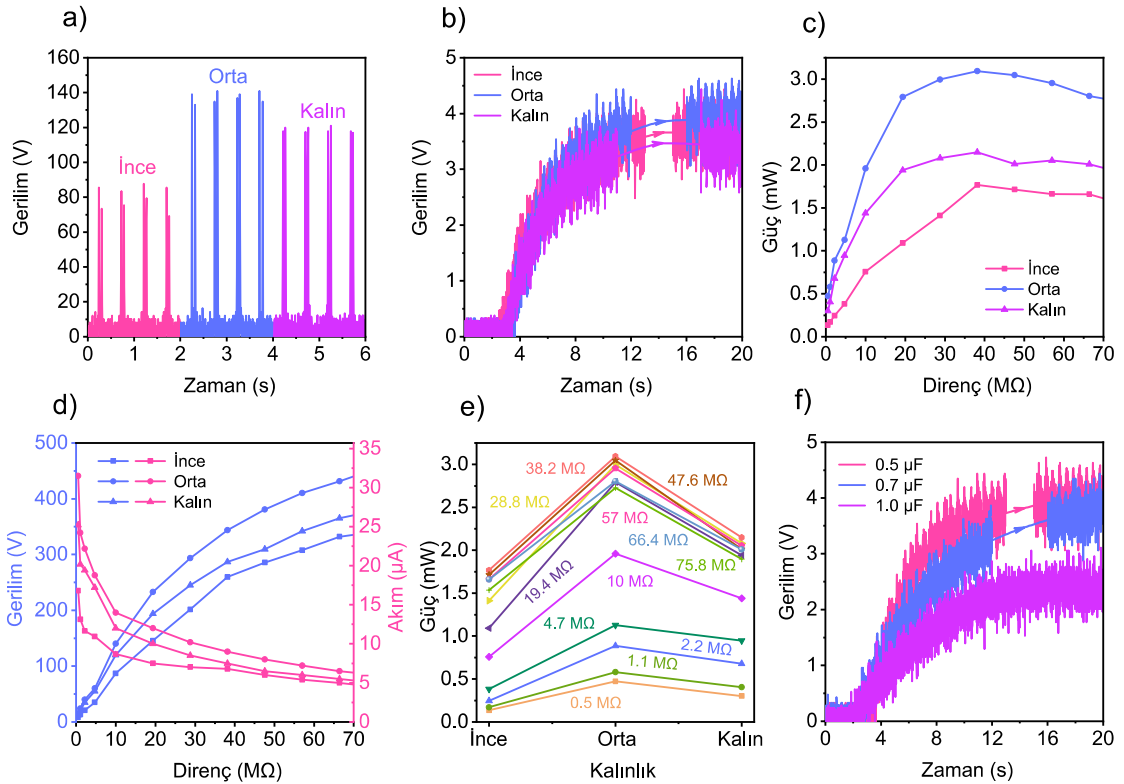 a)
160
140
120
100
80
60
40
20
0
Gerilim (V)
İnce
Orta
Kalın
0 1 2 3 4 5 6
Zaman (s)
b)
5
4
3
2
1
0
Gerilim (V)
İnce
Orta
Kalın
0 4 8 12 16 20
Zaman (s)
c)
3.0
2.5
2.0
1.5
1.0
0.5
0.0
Güç (mW)
İnce
Orta
Kalın
0 10 20 30 40 50 60 70
Direnç (MΩ)
d)
500
400
300
200
100
0
Gerilim (V)
İnce
Orta
Kalın
35
30
25
20
15
10
5
0
Akım (µA)
0 10 20 30 40 50 60 70
Direnç (MΩ)
e)
3.0
2.5
2.0
1.5
1.0
0.5
0.0
Güç (mW)
38.2 MΩ
47.6 MΩ
28.8 MΩ
57 MΩ
66.4 MΩ
75.8 MΩ
19.4 MΩ
10 MΩ
4.7 MΩ
2.2 MΩ
1.1 MΩ
0.5 MΩ
İnce Orta Kalın
Kalınlık
f)
5
4
3
2
1
0
Gerilim (V)
0.5 µF
0.7 µF
1.0 µF
0 4 8 12 16 20
Zaman (s)